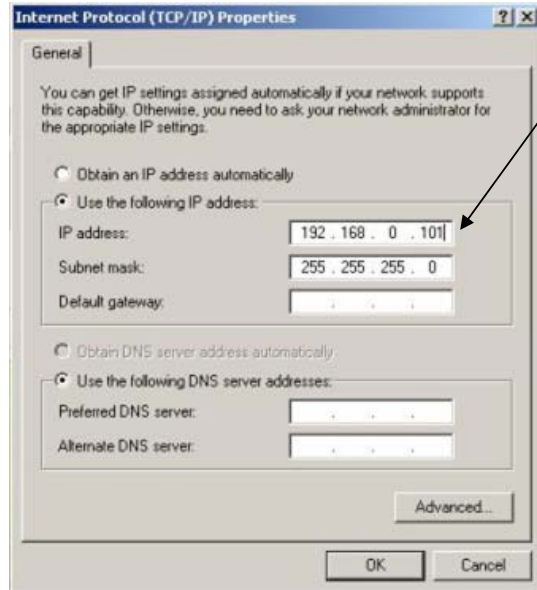 Internet Protocol (TCP/IP) Properties
General
You can get IP settings assigned automatically if your network supports
this capability. Otherwise, you need to ask your network administrator for
the appropriate IP settings.
Obtain an IP address automatically
Use the following IP address:
IP address: 192 . 168 . 0 . 101
Subnet mask: 255 . 255 . 255 . 0
Default gateway: . . .
Obtain DNS server address automatically
Use the following DNS server addresses:
Preferred DNS server: . . .
Alternate DNS server: . . .
Advanced...
OK Cancel